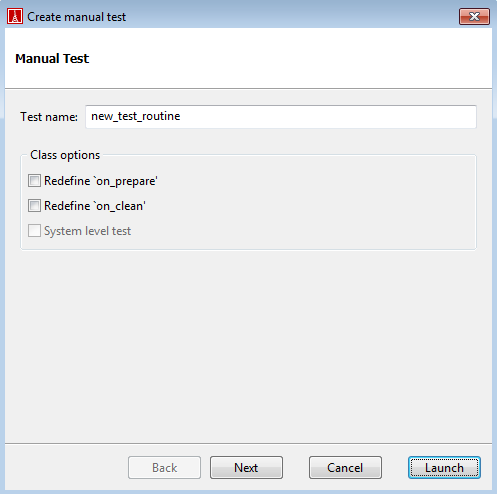 Create manual test
Manual Test
Test name: new_test_routine
Class options
Redefine `on_prepare'
Redefine `on_clean'
System level test
Back Next Cancel Launch